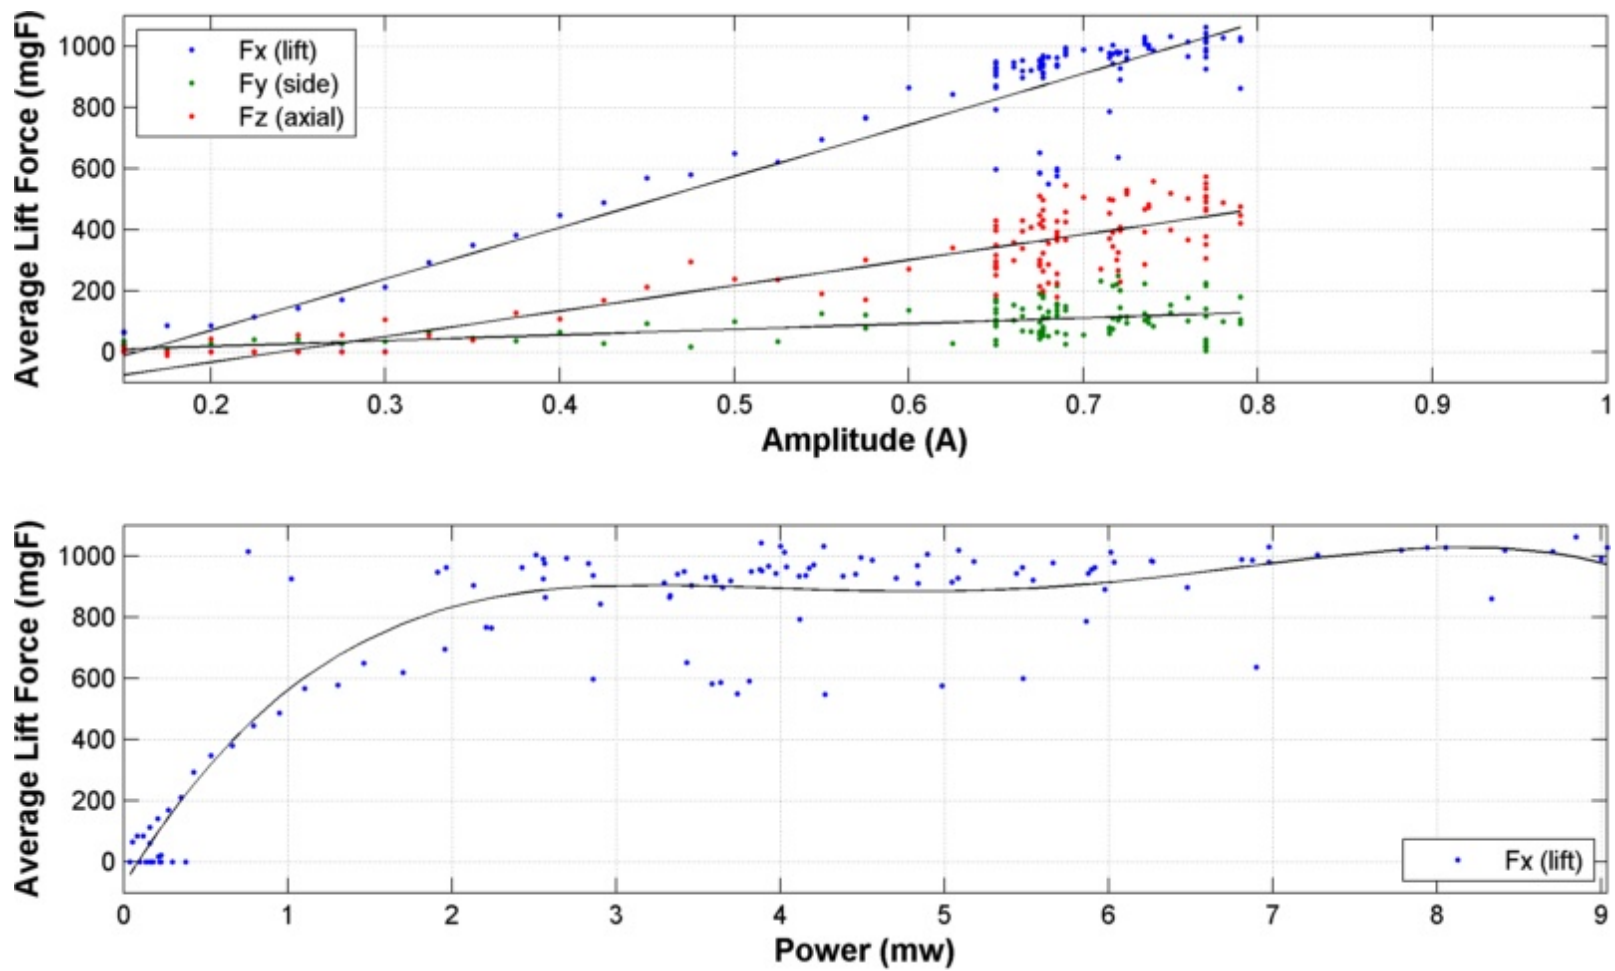 Average Lift Force (mgF)
1000
800
600
400
200
0
Fx (lift)
Fy (side)
Fz (axial)
0.2 0.3 0.4 0.5 0.6 0.7 0.8 0.9 1
Amplitude (A)
Average Lift Force (mgF)
1000
800
600
400
200
0
Fx (lift)
0 1 2 3 4 5 6 7 8 9
Power (mw)